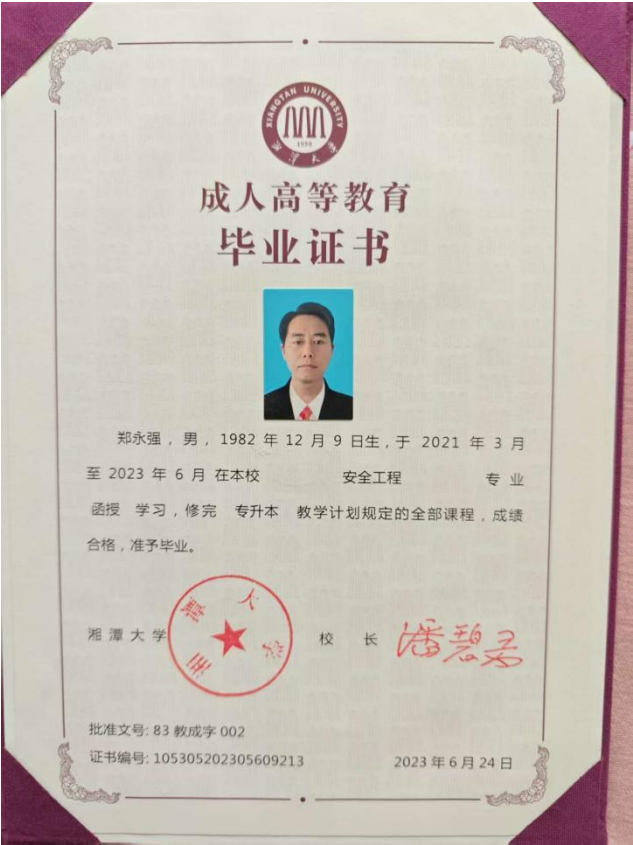 XIANGTAN UNIVERSITY
1958
湘潭大学
成人高等教育
毕业证书
郑永强，男，1982 年 12 月 9 日生，于 2021 年 3 月
至 2023 年 6 月 在本校 安全工程 专业
函授 学习，修完 专升本 教学计划规定的全部课程，成绩
合格，准予毕业。
湘潭大学
湘潭大学
校 长
潘碧灵
批准文号: 83 教成字 002
证书编号: 105305202305609213
2023 年 6 月 24 日